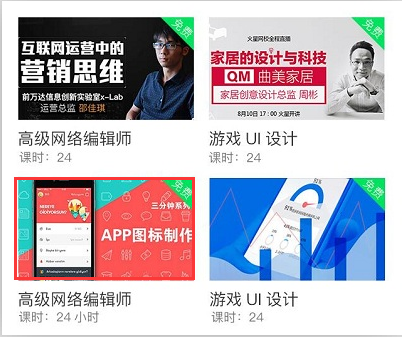 互联网运营中的
营销思维
前万达信息创新实验室x-Lab
运营总监 邵佳琪
免费
高级网络编辑师
课时：24
火星网校全程直播
家居的设计与科技
QM 曲美家居
家居创意设计总监 周彬
8月10日 17：00 火星开讲
免费
游戏 UI 设计
课时：24
三分钟系列
APP图标制作
免费
高级网络编辑师
课时：24 小时
免费
游戏 UI 设计
课时：24